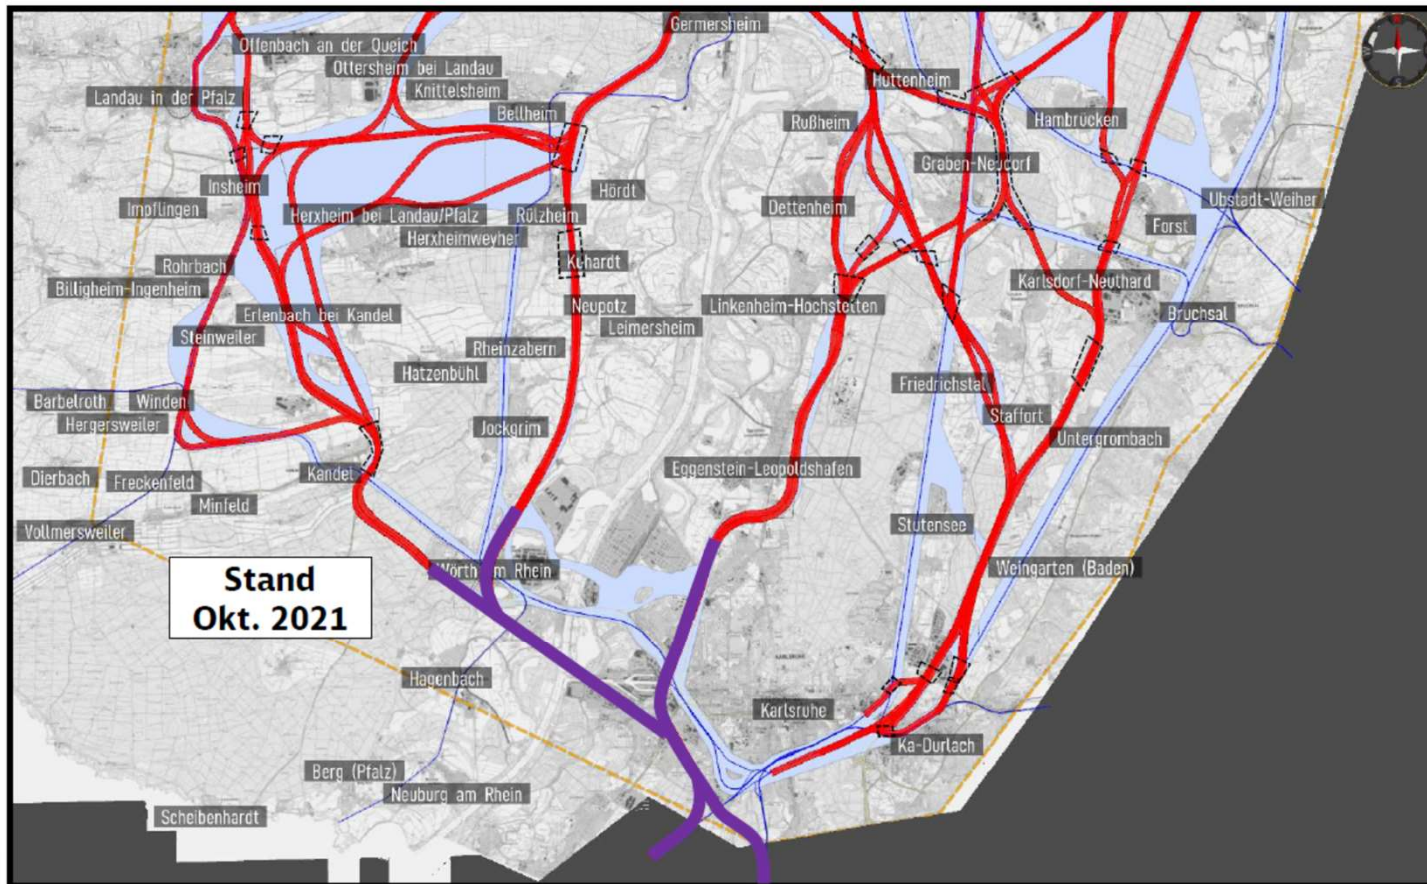 Germersheim
Offenbach an der Queich
Ottersheim bei Landau
Knittelsheim
Landau in der Pfalz
Bellheim
Huttenheim
Hambrücken
Rußheim
Graben-Neudorf
Insheim
Hördt
Impflingen
Herxheim bei Landau/Pfalz
Rülzheim
Dettenheim
Ubstadt-Weiher
Forst
Herxheimweyher
Rohrbach
Kuhardt
Billigheim-Ingenheim
Karlsdorf-Neuthard
Neupotz
Linkenheim-Hochstetten
Erlenbach bei Kandel
Leimersheim
Bruchsal
Steinweiler
Rheinzabern
Hatzenbühl
Friedrichstal
Barbelroth
Winden
Staffort
Hergersweiler
Jockgrim
Untergrombach
Dierbach
Freckenfeld
Kandel
Eggenstein-Leopoldshafen
Minfeld
Vollmersweiler
Stutensee
Wörth am Rhein
Weingarten (Baden)
Stand
Okt. 2021
Hagenbach
Karlsruhe
Ka-Durlach
Berg (Pfalz)
Neuburg am Rhein
Scheibenhardt